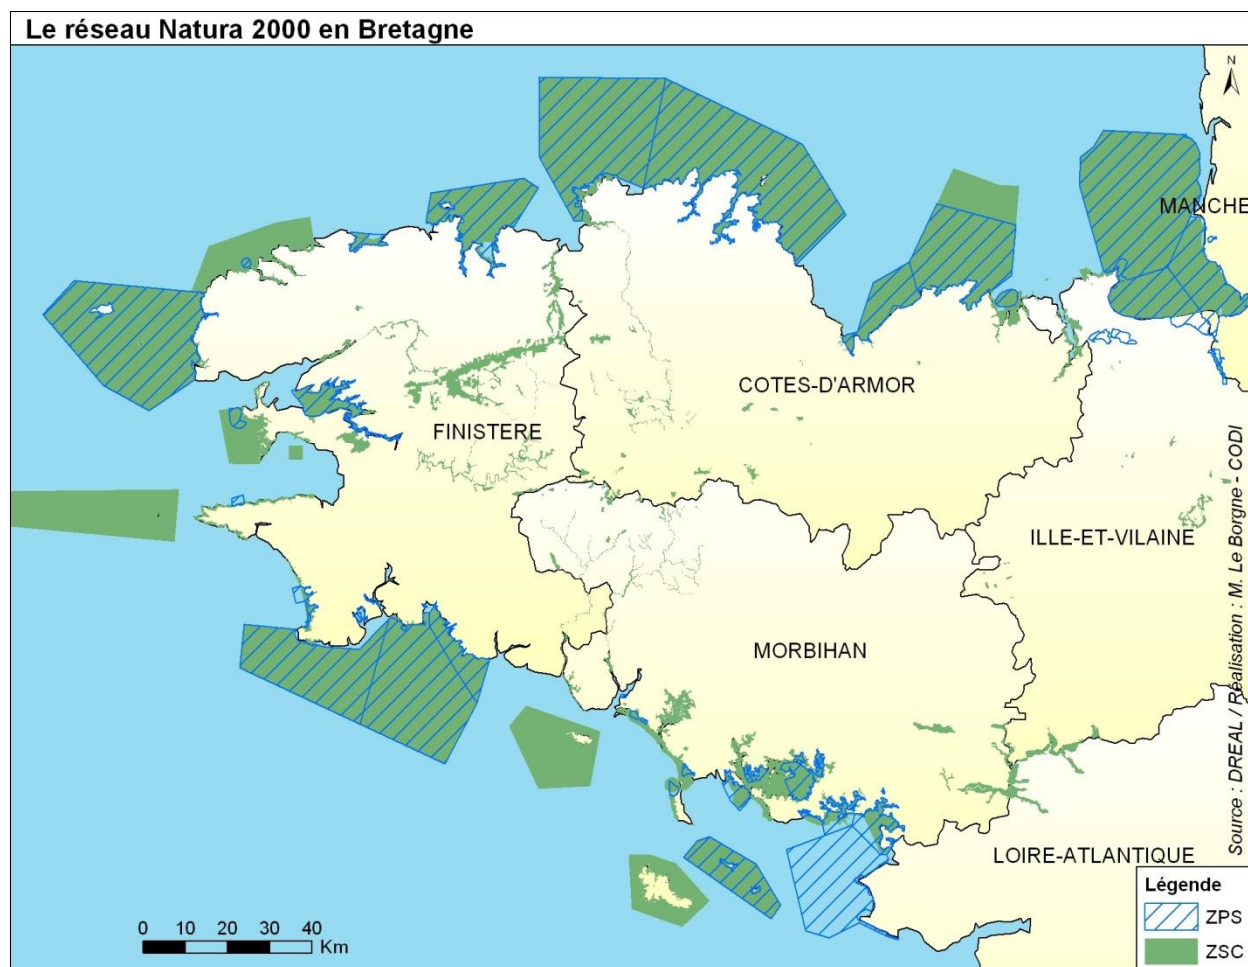 Le réseau Natura 2000 en Bretagne
N
MANCHE
COTES-D'ARMOR
FINISTERE
ILLE-ET-VILAINE
MORBIHAN
LOIRE-ATLANTIQUE
Source : DREAL / Réalisation : M. Le Borgne - CODI
0 10 20 30 40
Km
Légende
ZPS
ZSC